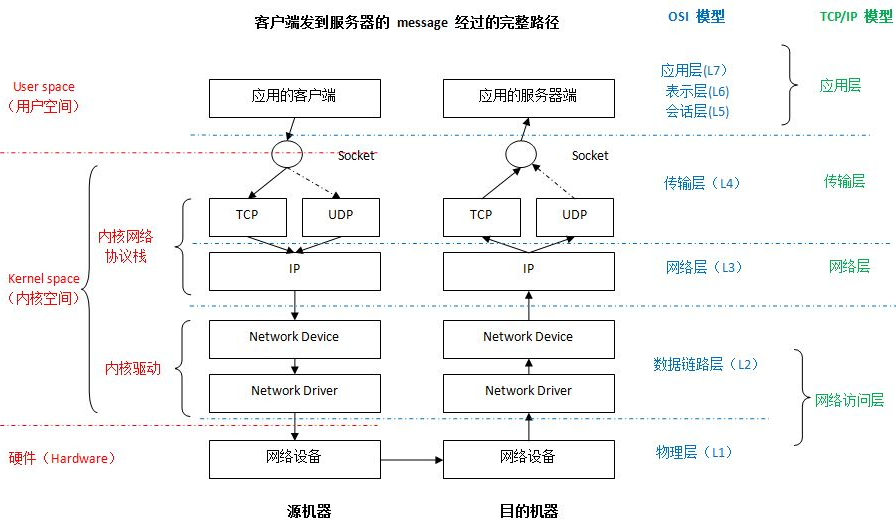 客户端发到服务器的 message 经过的完整路径
OSI 模型
TCP/IP 模型
User space
（用户空间）
应用的客户端
应用的服务器端
应用层(L7）
表示层(L6)
会话层(L5)
应用层
Socket
Socket
TCP
UDP
TCP
UDP
传输层（L4）
传输层
内核网络
协议栈
IP
IP
网络层（L3）
网络层
Kernel space
（内核空间）
Network Device
Network Device
内核驱动
数据链路层（L2）
Network Driver
Network Driver
网络访问层
硬件（Hardware）
网络设备
网络设备
物理层（L1）
源机器
目的机器